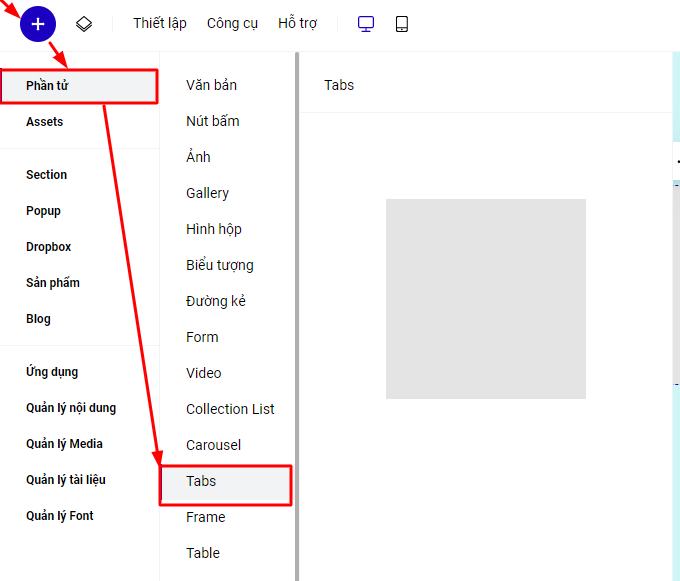 Thiết lập Công cụ Hỗ trợ
Phần tử
Assets
Section
Popup
Dropbox
Sản phẩm
Blog
Ứng dụng
Quản lý nội dung
Quản lý Media
Quản lý tài liệu
Quản lý Font
Văn bản
Nút bấm
Ảnh
Gallery
Hình hộp
Biểu tượng
Đường kẻ
Form
Video
Collection List
Carousel
Tabs
Frame
Table
Tabs